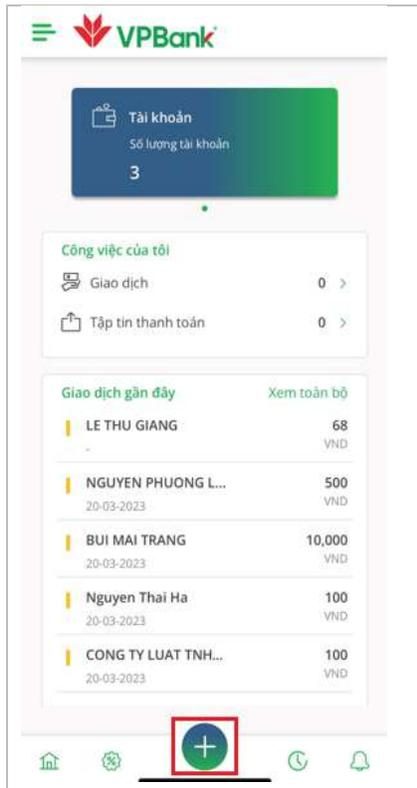 VPBank
Tài khoản
Số lượng tài khoản
3
Công việc của tôi
Giao dịch 0
Tập tin thanh toán 0
Giao dịch gần đây Xem toàn bộ
LE THU GIANG 68
- VND
NGUYEN PHUONG L... 500
20-03-2023 VND
BUI MAI TRANG 10,000
20-03-2023 VND
Nguyen Thai Ha 100
20-03-2023 VND
CONG TY LUAT TNH... 100
20-03-2023 VND